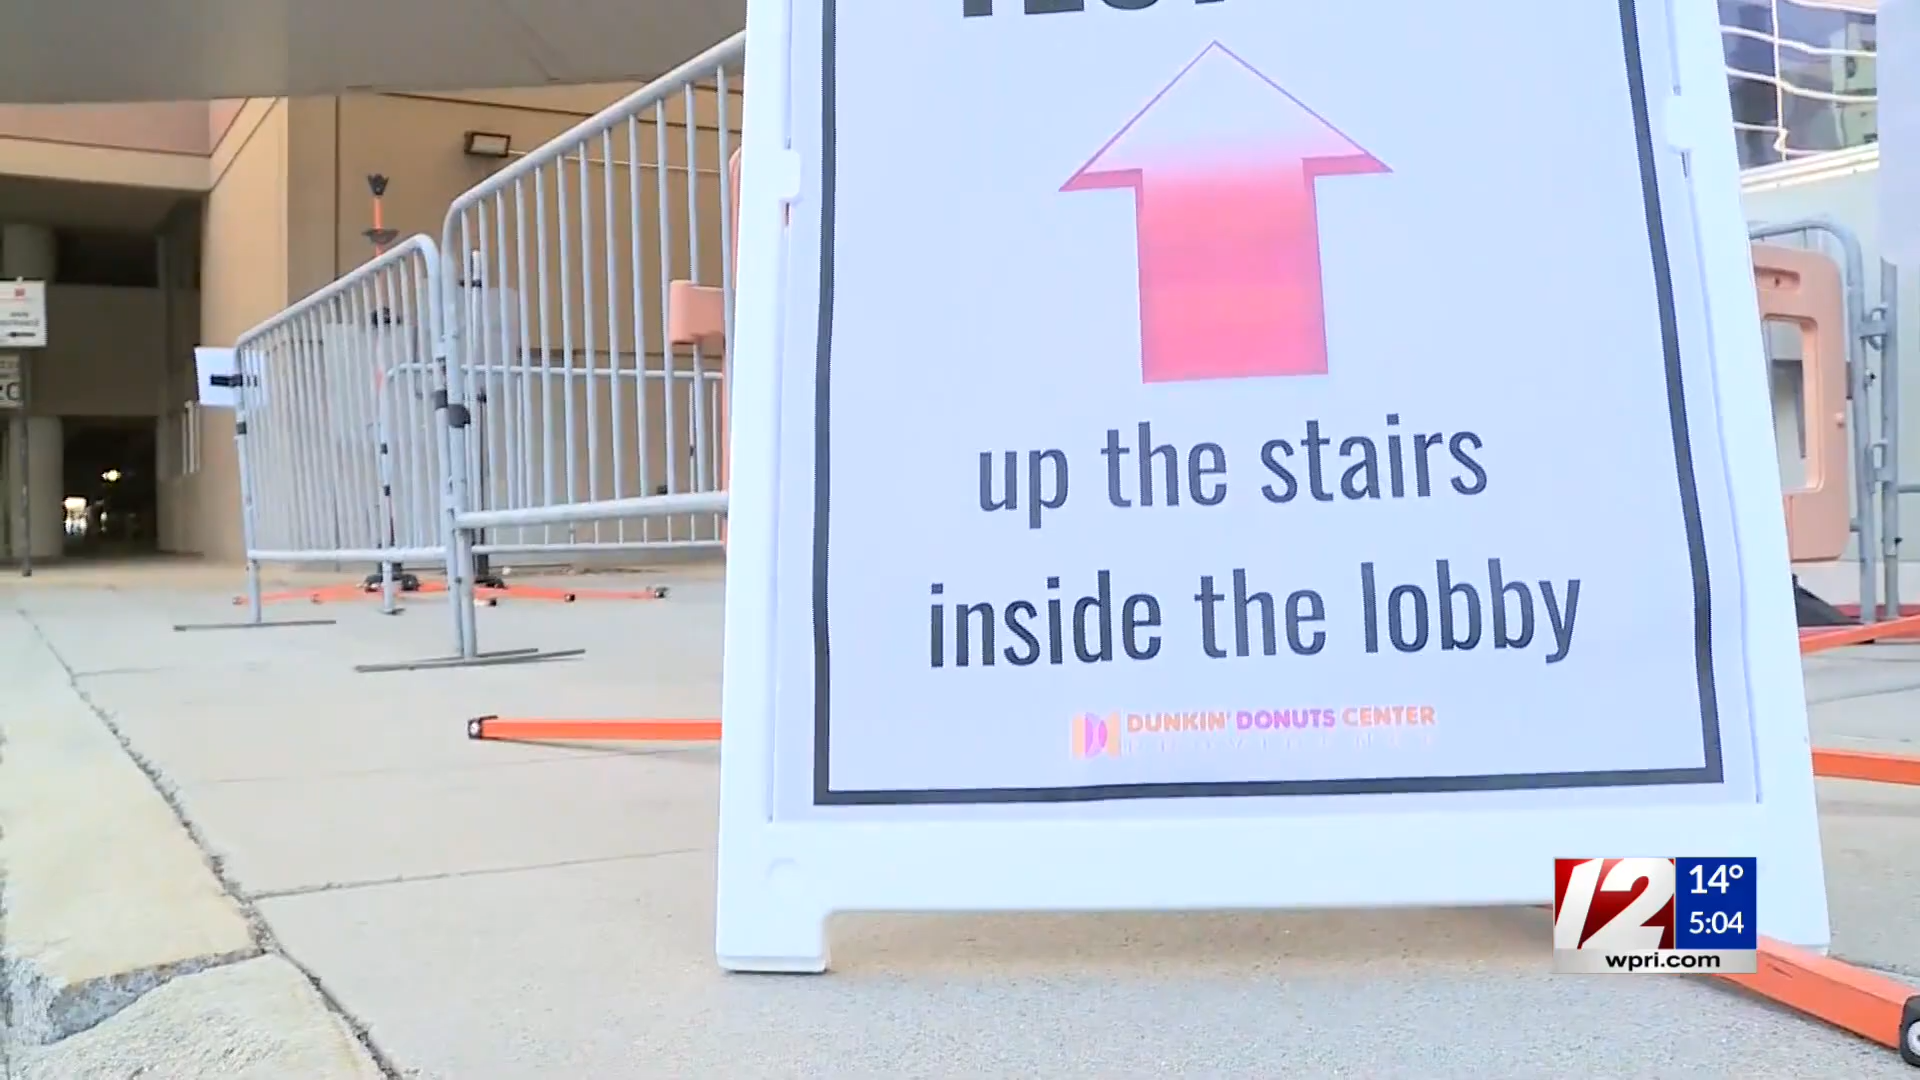 up the stairs
inside the lobby
DUNKIN' DONUTS CENTER
12
14°
5:04
wpri.com